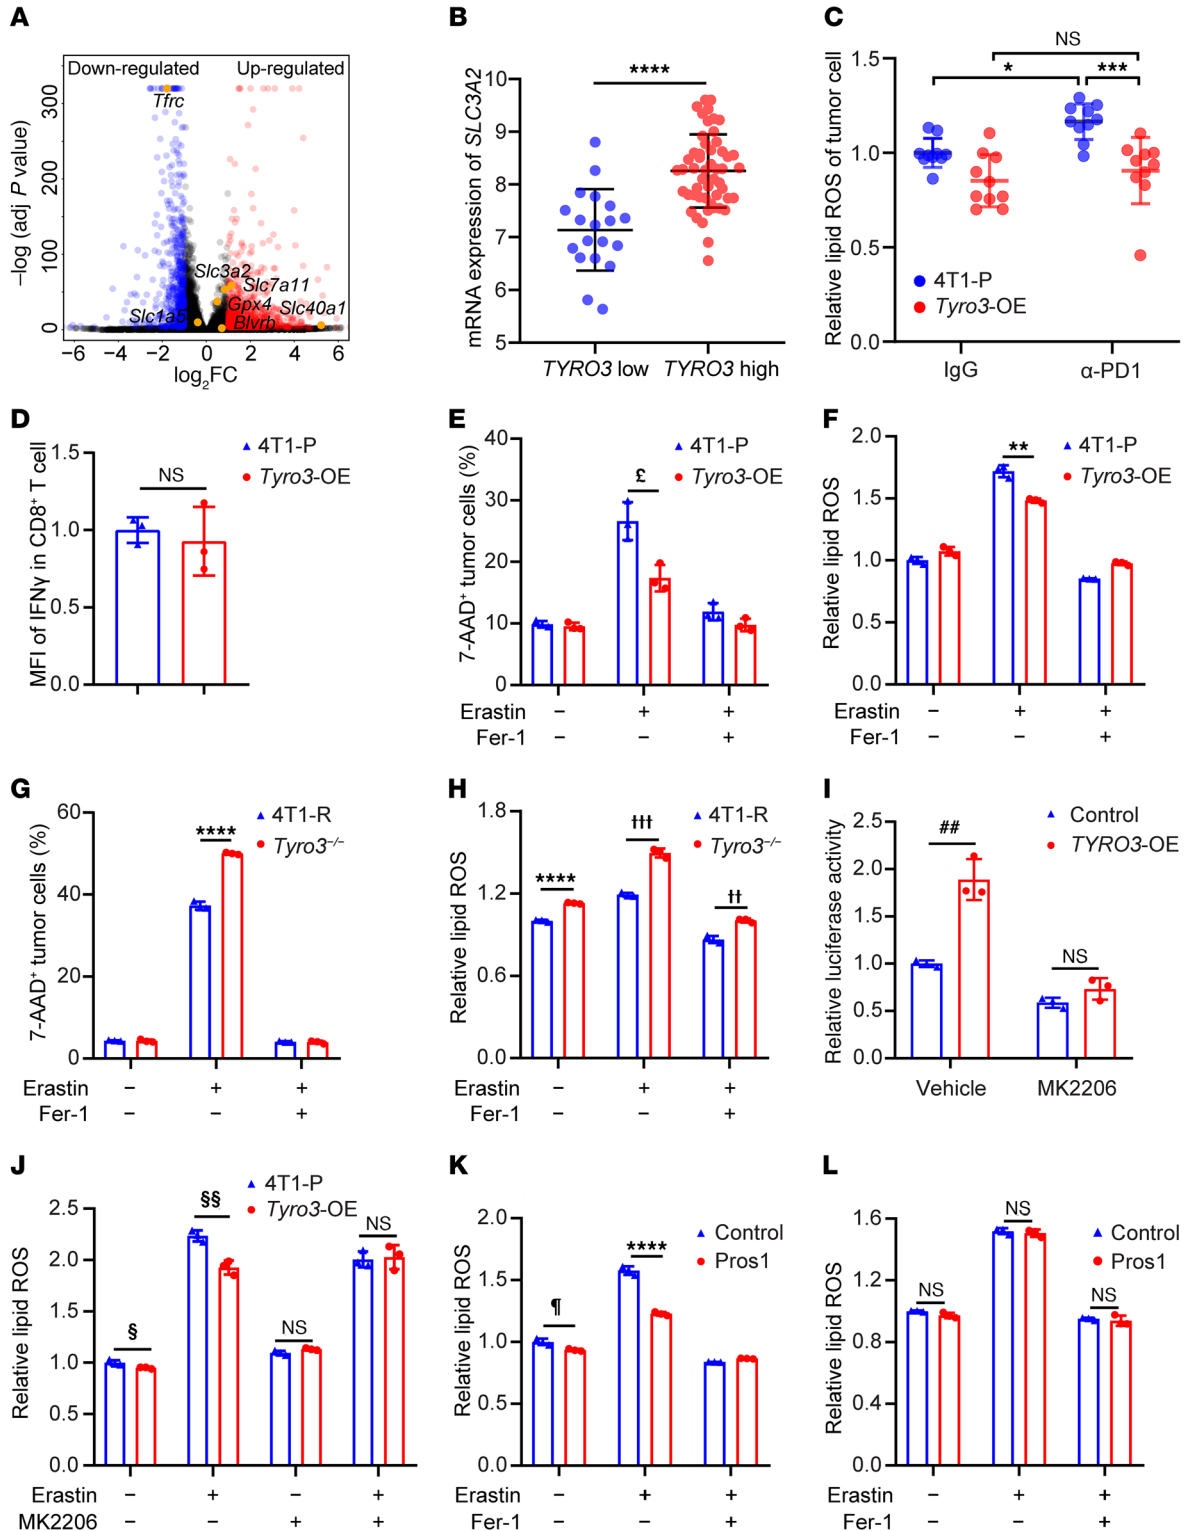 A
Down-regulated Up-regulated
Tfrc
Slc3a2
Slc7a11
Gpx4
Slc40a1
Slc1a5
Blvrb
−log (adj P value)
0 100 200 300
−6 −4 −2 0 2 4 6
log2FC
B
****
mRNA expression of SLC3A2
10
9
8
7
6
5
TYRO3 low TYRO3 high
C
NS
* ***
Relative lipid ROS of tumor cell
1.5
1.0
0.5
0.0
4T1-P
Tyro3-OE
IgG α-PD1
D
4T1-P
Tyro3-OE
NS
MFI of IFNγ in CD8+ T cell
1.5
1.0
0.5
0.0
E
4T1-P
Tyro3-OE
£
7-AAD+ tumor cells (%)
40
30
20
10
0
Erastin − + +
Fer-1 − − +
F
4T1-P
Tyro3-OE
**
Relative lipid ROS
2.0
1.5
1.0
0.5
0.0
Erastin − + +
Fer-1 − − +
G
4T1-R
Tyro3−/−
****
7-AAD+ tumor cells (%)
60
40
20
0
Erastin − + +
Fer-1 − − +
H
4T1-R
Tyro3−/−
**** ††† ††
Relative lipid ROS
1.8
1.2
0.6
0.0
Erastin − + +
Fer-1 − − +
I
Control
TYRO3-OE
## NS
Relative luciferase activity
2.5
2.0
1.5
1.0
0.5
0.0
Vehicle MK2206
J
4T1-P
Tyro3-OE
§ §§ NS NS
Relative lipid ROS
2.5
2.0
1.5
1.0
0.5
0.0
Erastin − + − +
MK2206 − − + +
K
Control
Pros1
¶ ****
Relative lipid ROS
2.0
1.5
1.0
0.5
0.0
Erastin − + +
Fer-1 − − +
L
Control
Pros1
NS NS NS
Relative lipid ROS
1.6
1.2
0.8
0.4
0.0
Erastin − + +
Fer-1 − − +